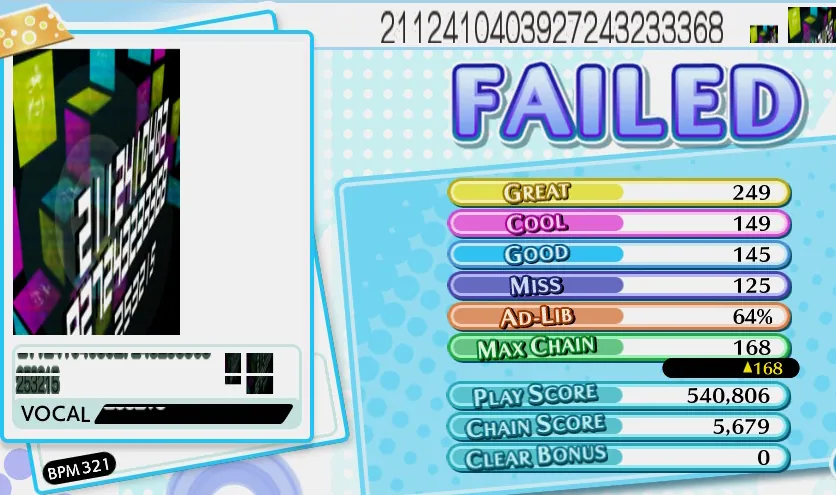 2112410403927243233368
FAILED
GREAT 249
COOL 149
GOOD 145
MISS 125
AD-LIB 64%
MAX CHAIN 168
▲168
PLAY SCORE 540,806
CHAIN SCORE 5,679
CLEAR BONUS 0
253215
VOCAL
BPM 321